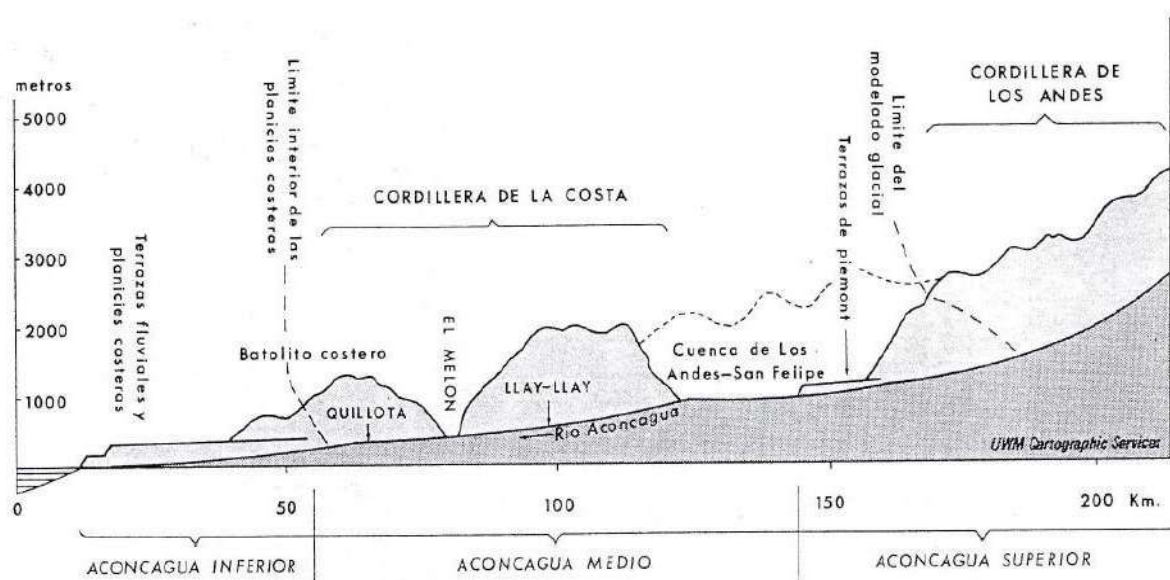 metros
5000
4000
3000
2000
1000
Terrazas fluviales y
planicies costeras
Limite interior de las
planicies costeras
CORDILLERA DE LA COSTA
Batolito costero
QUILLOTA
EL MELON
LLAY-LLAY
Rio Aconcagua
Cuenca de Los
Andes-San Felipe
Terrazas de piemont
Límite del
modelado glacial
CORDILLERA DE
LOS ANDES
UWM Cartographic Services
0
50
100
150
200 Km.
ACONCAGUA INFERIOR
ACONCAGUA MEDIO
ACONCAGUA SUPERIOR